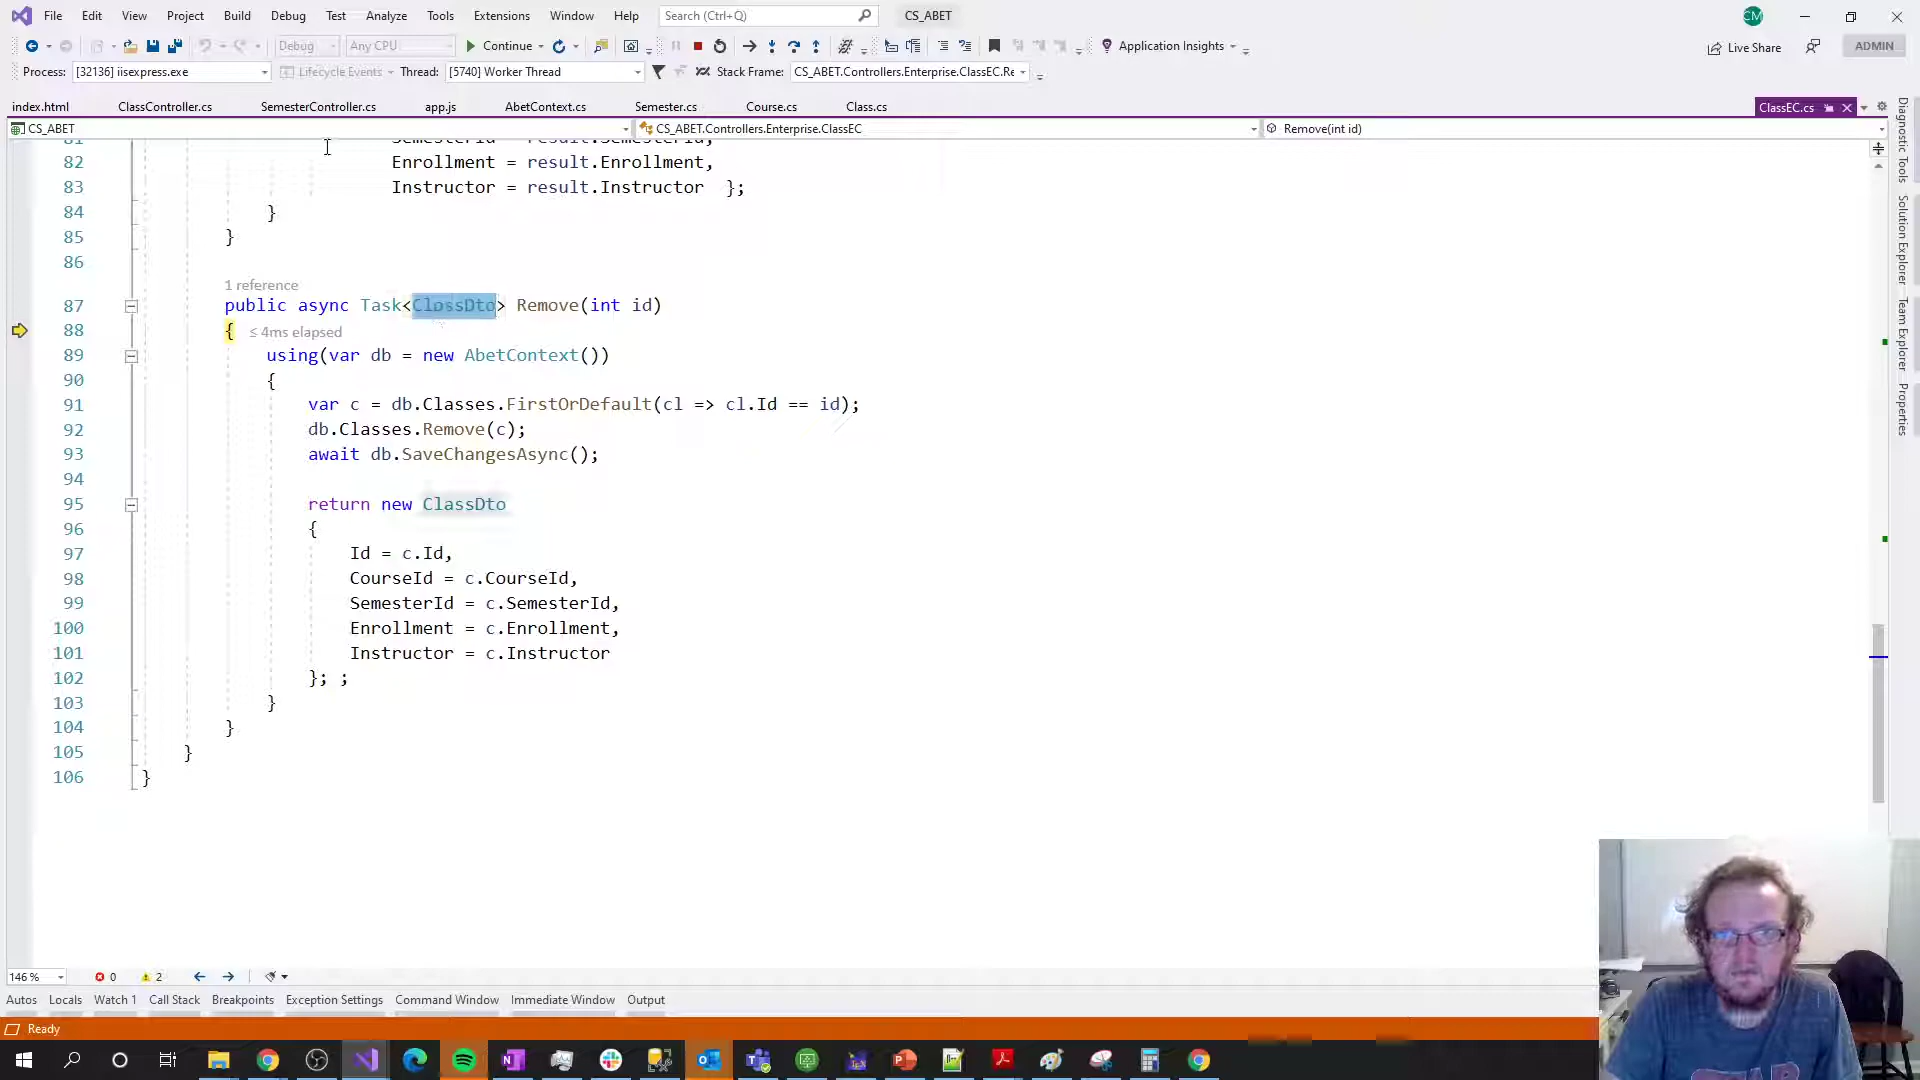 File Edit View Project Build Debug Test Analyze Tools Extensions Window Help Search (Ctrl+Q) CS_ABET CM
Debug Any CPU Continue Application Insights Live Share ADMIN
Process: [32136] iisexpress.exe Lifecycle Events Thread: [5740] Worker Thread Stack Frame: CS_ABET.Controllers.Enterprise.ClassEC.Re
index.html ClassController.cs SemesterController.cs app.js AbetContext.cs Semester.cs Course.cs Class.cs ClassEC.cs
CS_ABET CS_ABET.Controllers.Enterprise.ClassEC Remove(int id)
81 SemesterId = result.SemesterId,
82 Enrollment = result.Enrollment,
83 Instructor = result.Instructor };
84 }
85 }
86
1 reference
87 public async Task<ClassDto> Remove(int id)
88 { ≤ 4ms elapsed
89 using(var db = new AbetContext())
90 {
91 var c = db.Classes.FirstOrDefault(cl => cl.Id == id);
92 db.Classes.Remove(c);
93 await db.SaveChangesAsync();
94
95 return new ClassDto
96 {
97 Id = c.Id,
98 CourseId = c.CourseId,
99 SemesterId = c.SemesterId,
100 Enrollment = c.Enrollment,
101 Instructor = c.Instructor
102 }; ;
103 }
104 }
105 }
106 }
Diagnostic Tools
Solution Explorer
Team Explorer
Properties
146 % 0 2
Autos Locals Watch 1 Call Stack Breakpoints Exception Settings Command Window Immediate Window Output
Ready